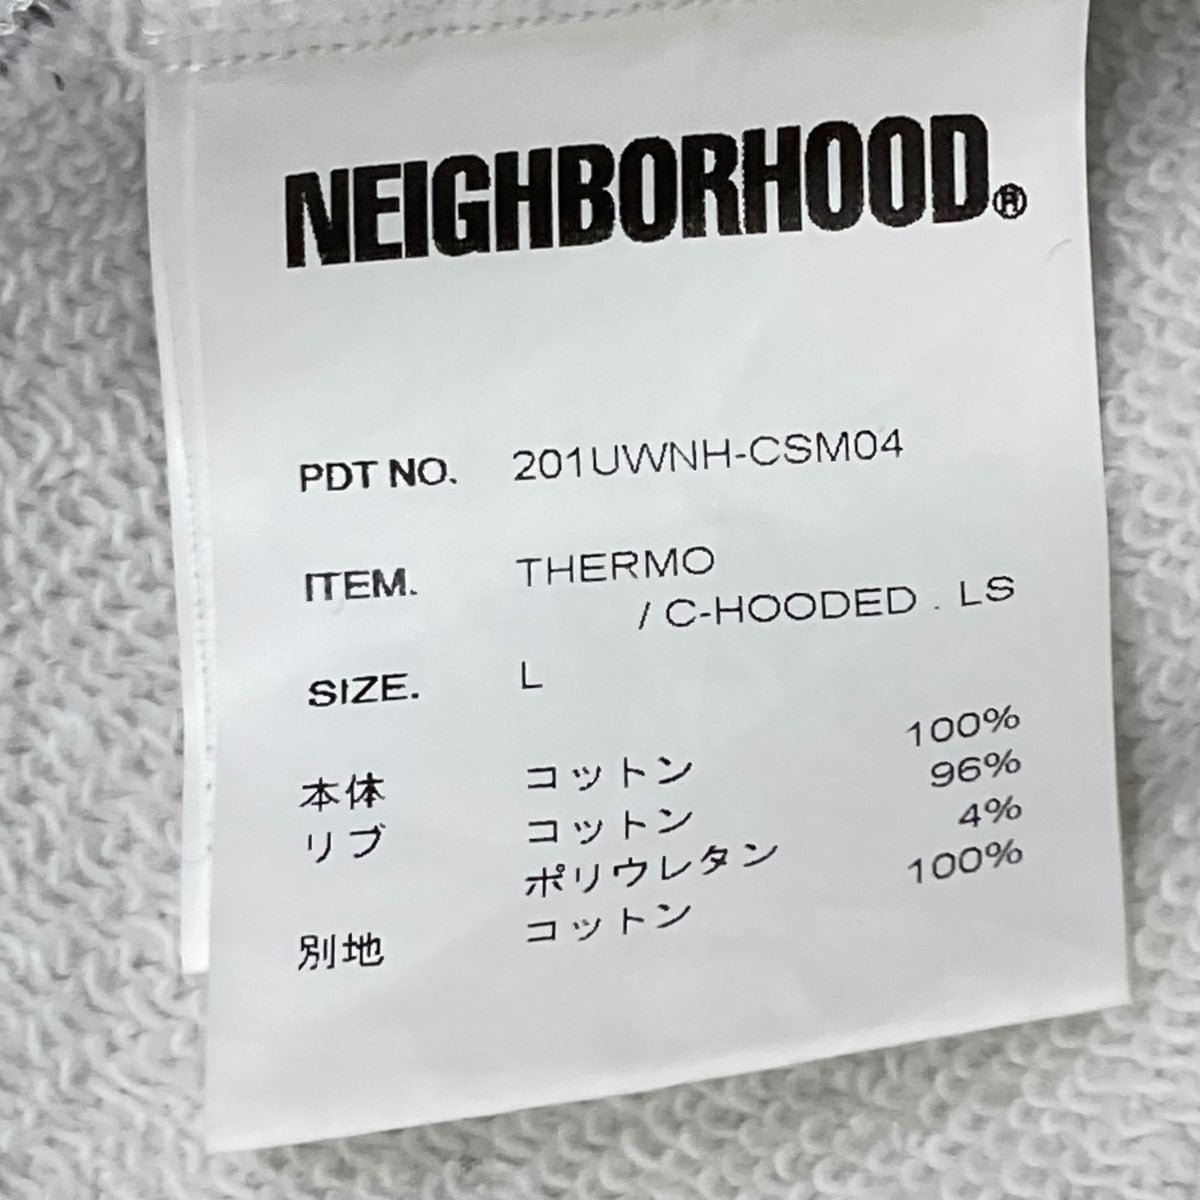 NEIGHBORHOOD®
PDT NO. 201UWNH-CSM04
ITEM. THERMO
/ C-HOODED . LS
SIZE. L
本体 コットン 100%
リブ コットン 96%
ポリウレタン 4%
別地 コットン 100%